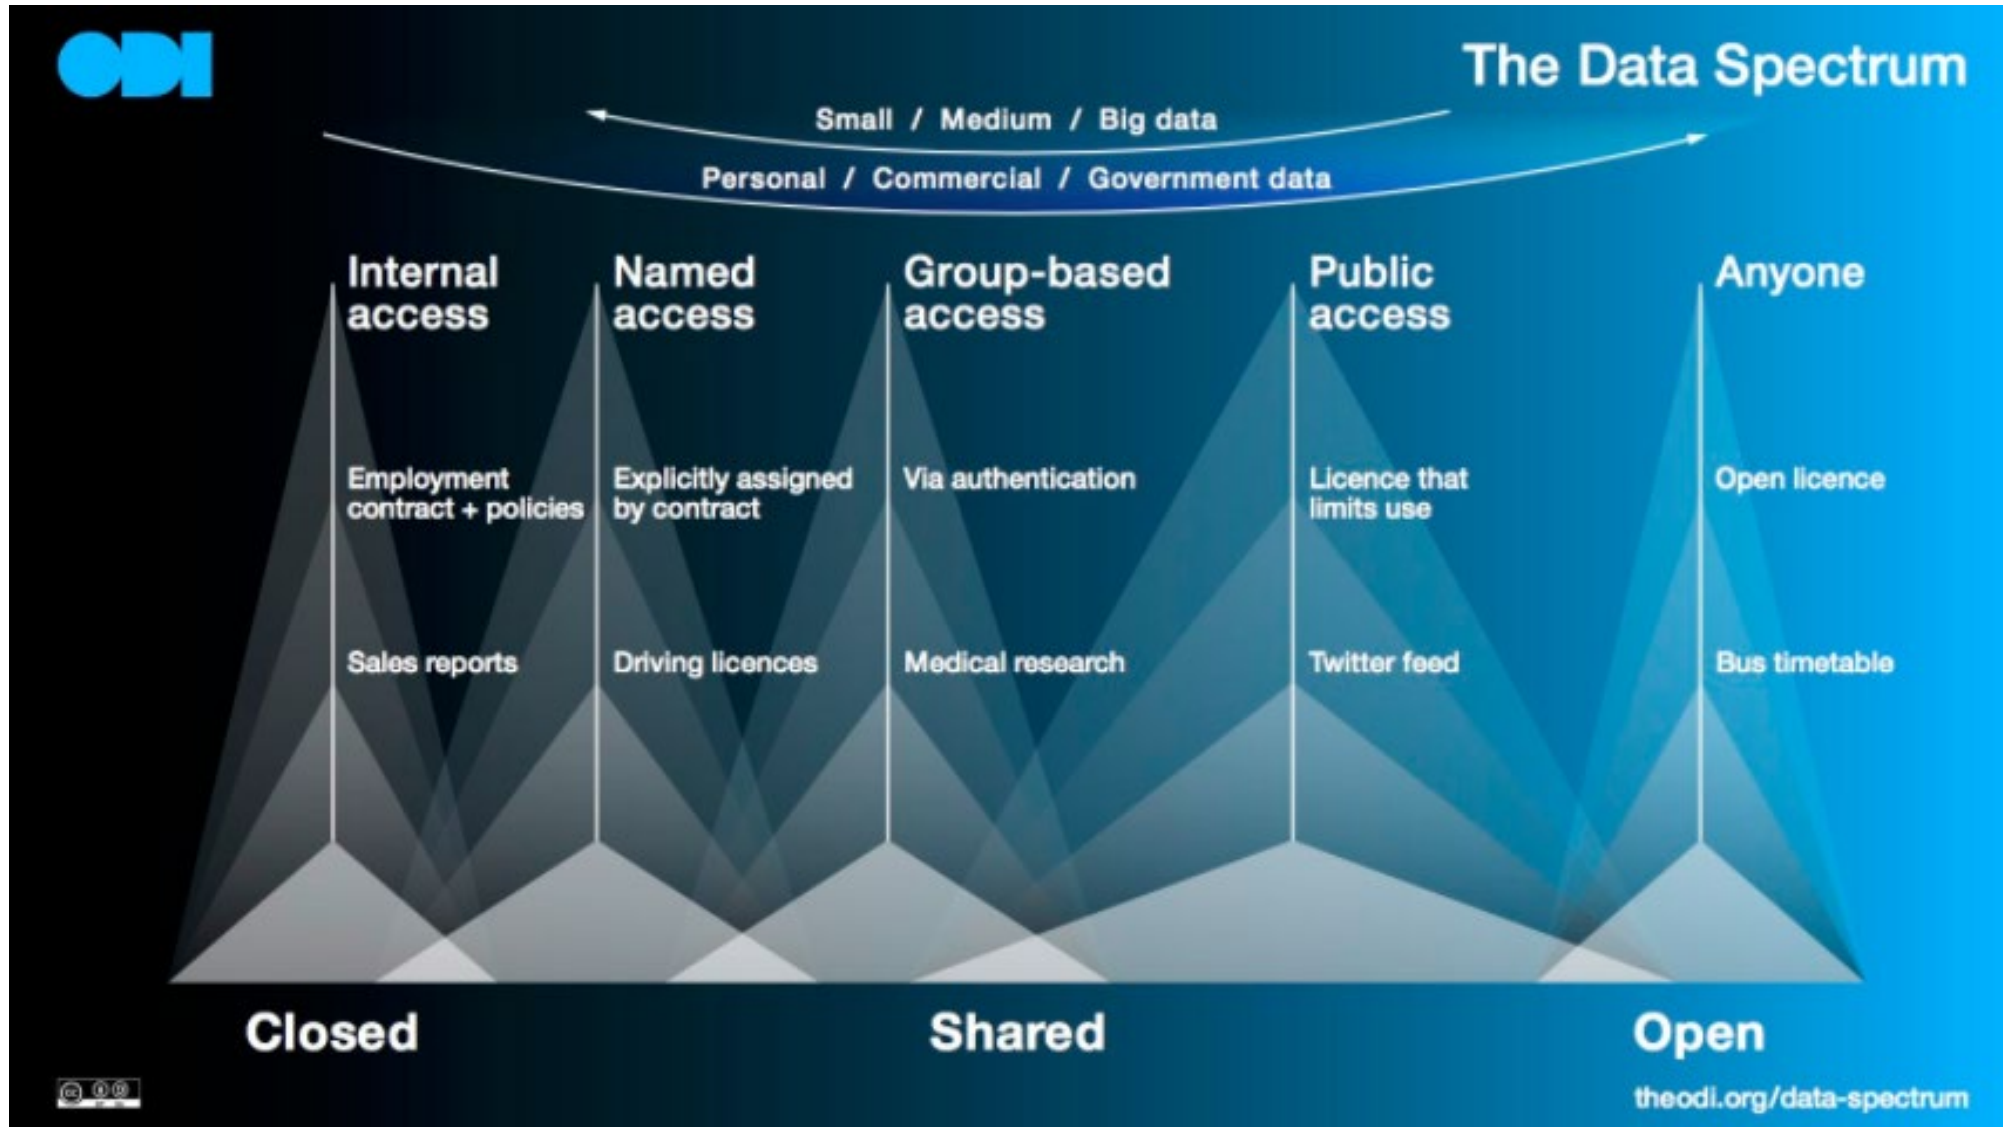 ODI
The Data Spectrum
Small / Medium / Big data
Personal / Commercial / Government data
Internal
access
Named
access
Group-based
access
Public
access
Anyone
Employment
contract + policies
Explicitly assigned
by contract
Via authentication
Licence that
limits use
Open licence
Sales reports
Driving licences
Medical research
Twitter feed
Bus timetable
Closed
Shared
Open
cc
theodi.org/data-spectrum